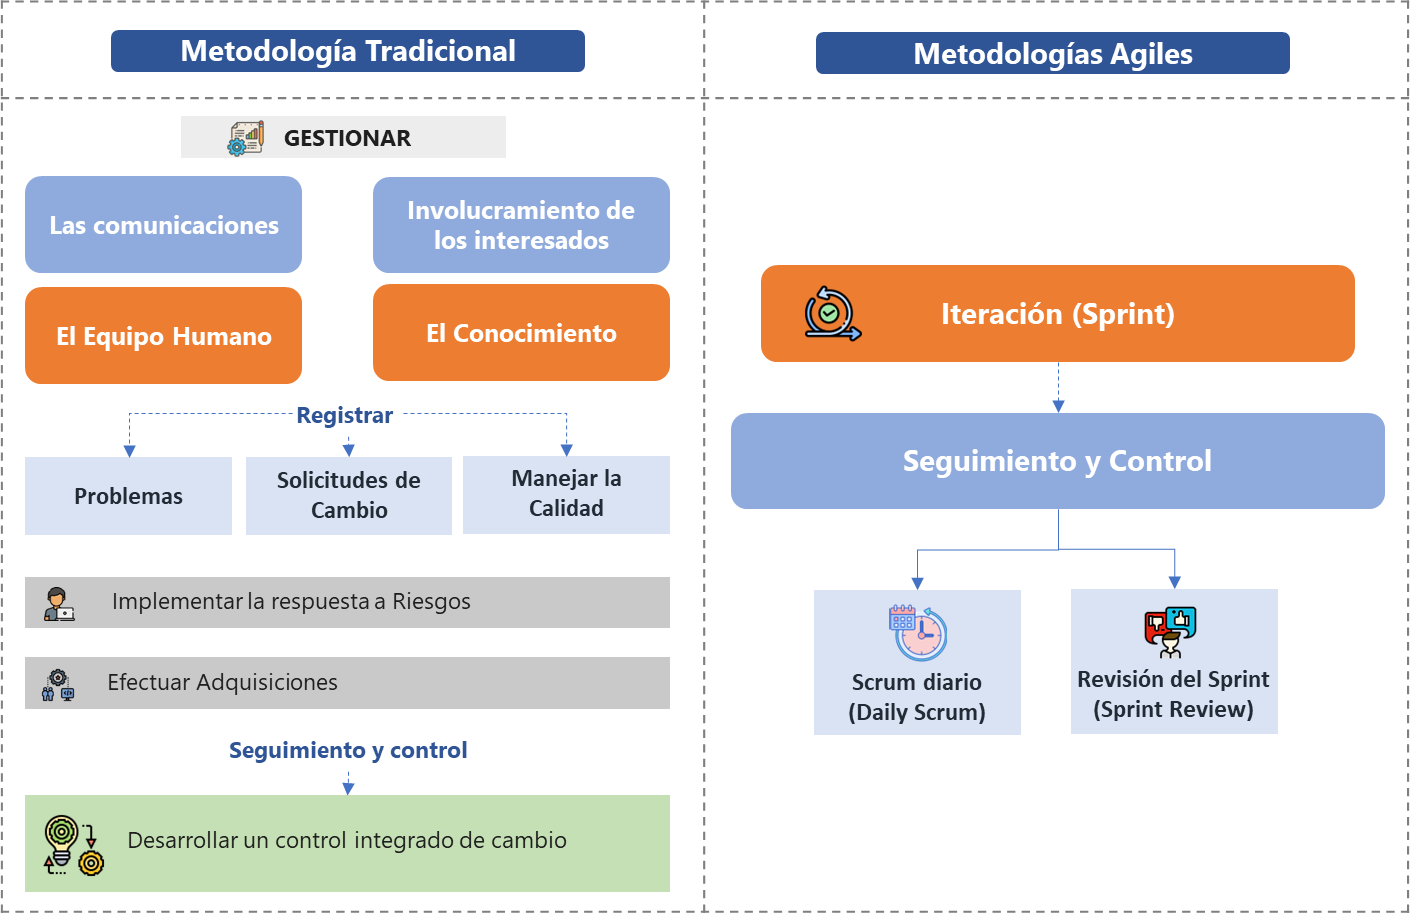 Metodología Tradicional
Metodologías Agiles
GESTIONAR
Las comunicaciones
Involucramiento de
los interesados
El Equipo Humano
El Conocimiento
Registrar
Problemas
Solicitudes de
Cambio
Manejar la
Calidad
Implementar la respuesta a Riesgos
Efectuar Adquisiciones
Seguimiento y control
Desarrollar un control integrado de cambio
Iteración (Sprint)
Seguimiento y Control
Scrum diario
(Daily Scrum)
Revisión del Sprint
(Sprint Review)